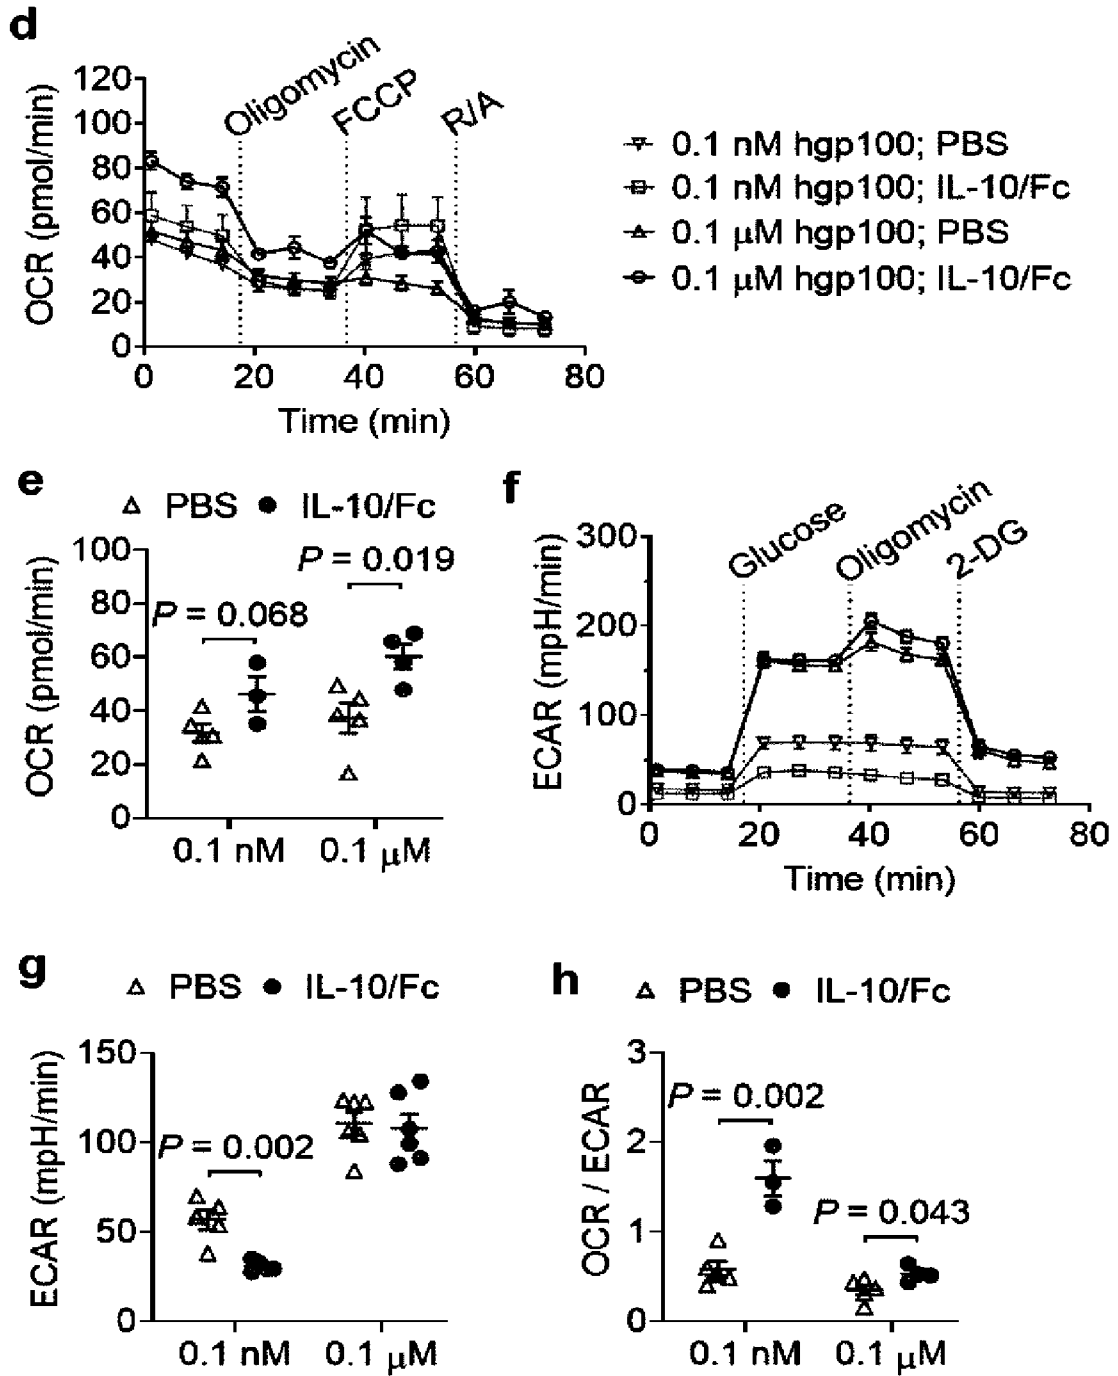 d
OCR (pmol/min)
120
100
80
60
40
20
0
Oligomycin
FCCP
R/A
0 20 40 60 80
Time (min)
0.1 nM hgp100; PBS
0.1 nM hgp100; IL-10/Fc
0.1 μM hgp100; PBS
0.1 μM hgp100; IL-10/Fc
e
PBS IL-10/Fc
OCR (pmol/min)
100
80
60
40
20
0
P = 0.068
P = 0.019
0.1 nM 0.1 μM
f
ECAR (mpH/min)
300
200
100
0
Glucose
Oligomycin
2-DG
0 20 40 60 80
Time (min)
g
PBS IL-10/Fc
ECAR (mpH/min)
150
100
50
0
P = 0.002
0.1 nM 0.1 μM
h
PBS IL-10/Fc
OCR / ECAR
3
2
1
0
P = 0.002
P = 0.043
0.1 nM 0.1 μM